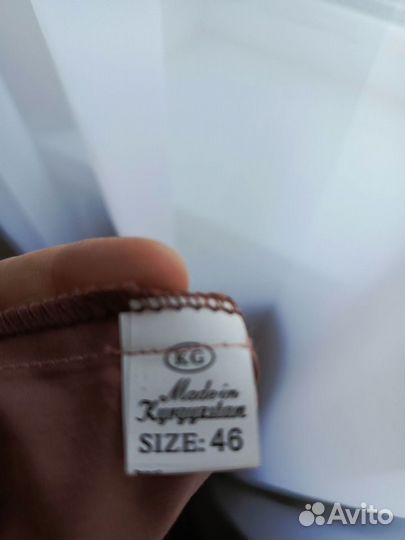 KG
Made in
Kyrgyzstan
SIZE: 46
Avito